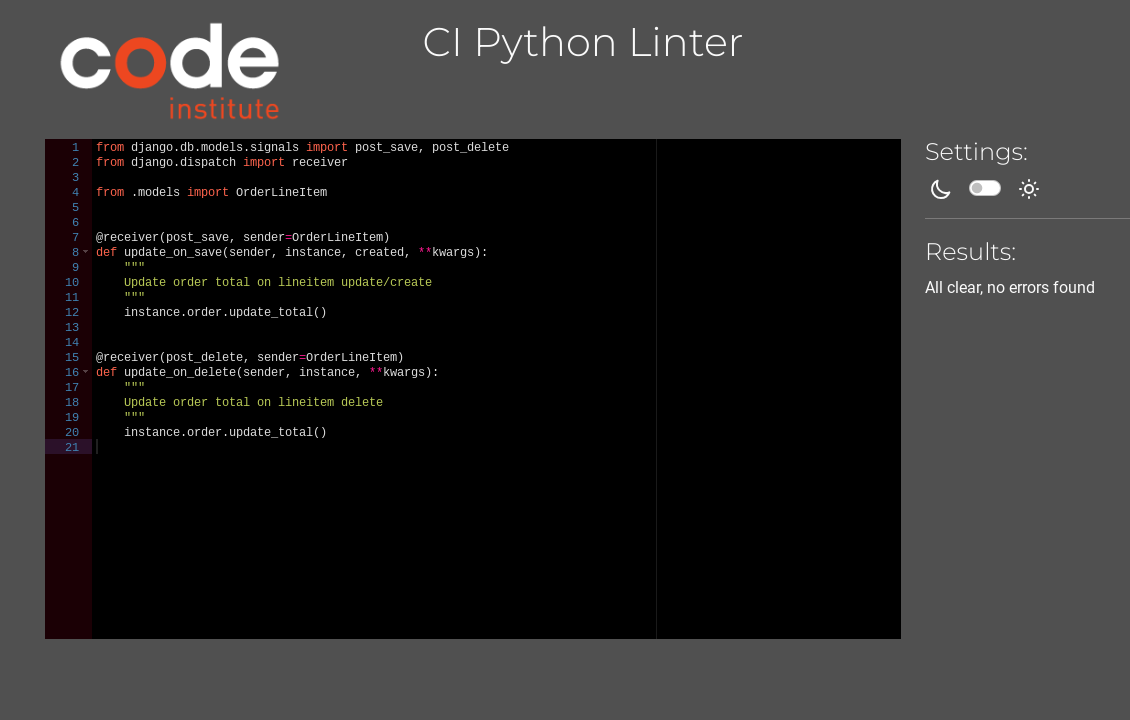 code
institute
CI Python Linter
1 from django.db.models.signals import post_save, post_delete
2 from django.dispatch import receiver
3
4 from .models import OrderLineItem
5
6
7 @receiver(post_save, sender=OrderLineItem)
8 def update_on_save(sender, instance, created, **kwargs):
9     """
10     Update order total on lineitem update/create
11     """
12     instance.order.update_total()
13
14
15 @receiver(post_delete, sender=OrderLineItem)
16 def update_on_delete(sender, instance, **kwargs):
17     """
18     Update order total on lineitem delete
19     """
20     instance.order.update_total()
21
Settings:
Results:
All clear, no errors found